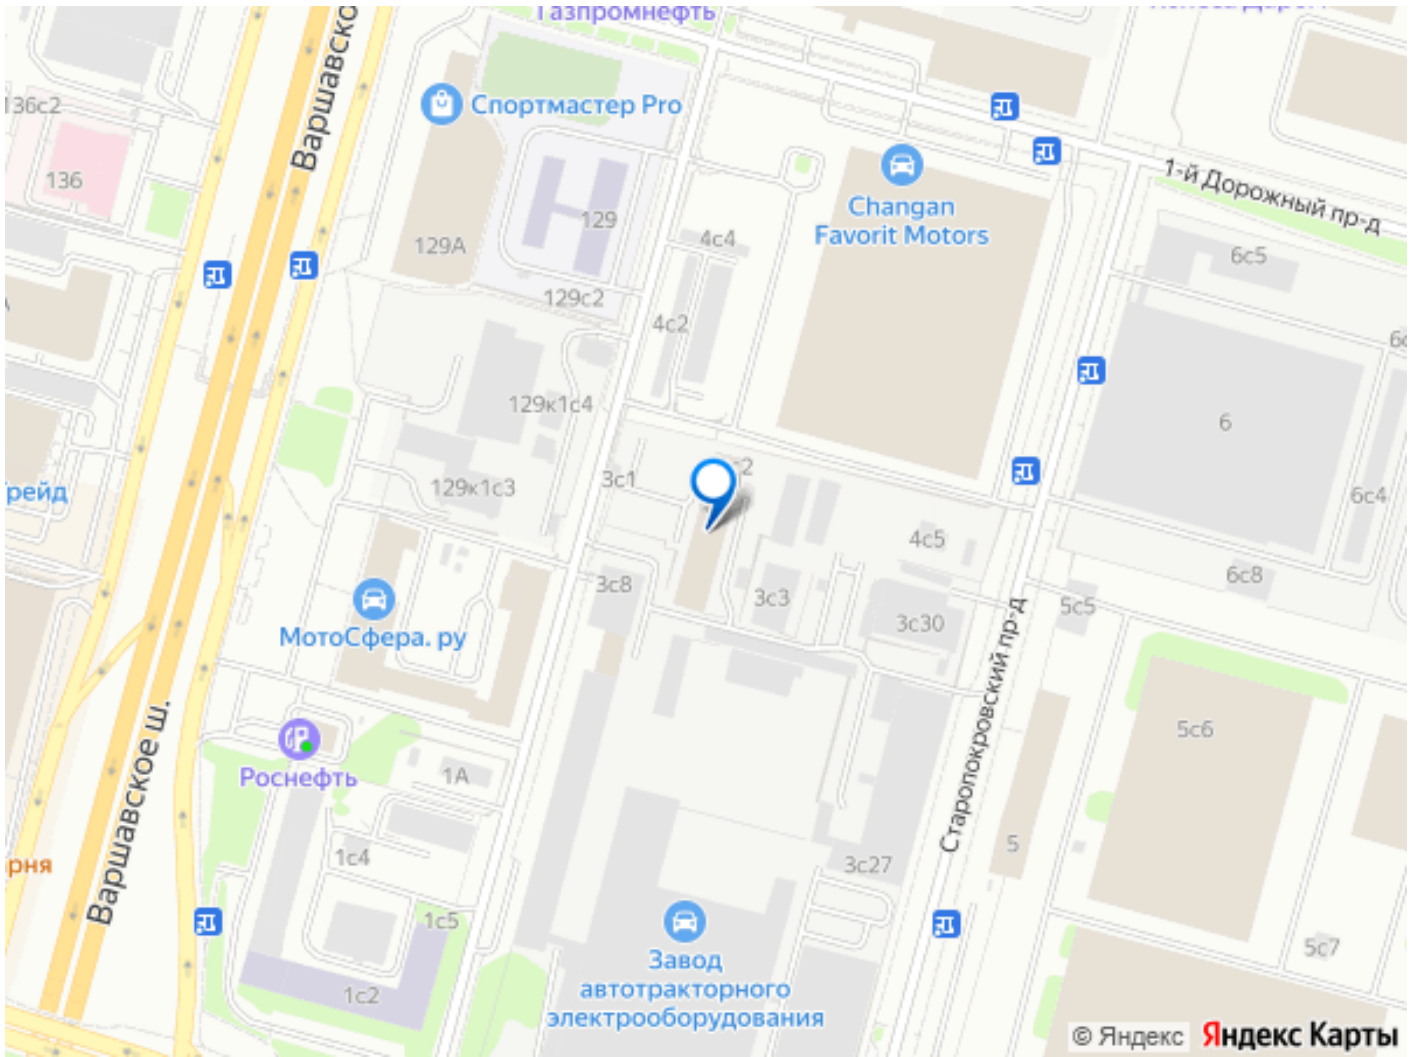 Газпромнефть
136с2
136
Варшавско
Спортмастер Pro
129
129А
129с2
4с4
4с2
Changan
Favorit Motors
1-й Дорожный пр-д
6с5
6
6с4
6с8
129к1с4
129к1с3
3с1
рейд
МотоСфера. ру
3с8
3с3
4с5
3с30
5с5
5с6
Старопокровский пр-д
Варшавское ш.
Роснефть
1А
1с4
1с5
1с2
3с27
5
5с7
Завод
автотракторного
электрооборудования
арня
© Яндекс Яндекс Карты